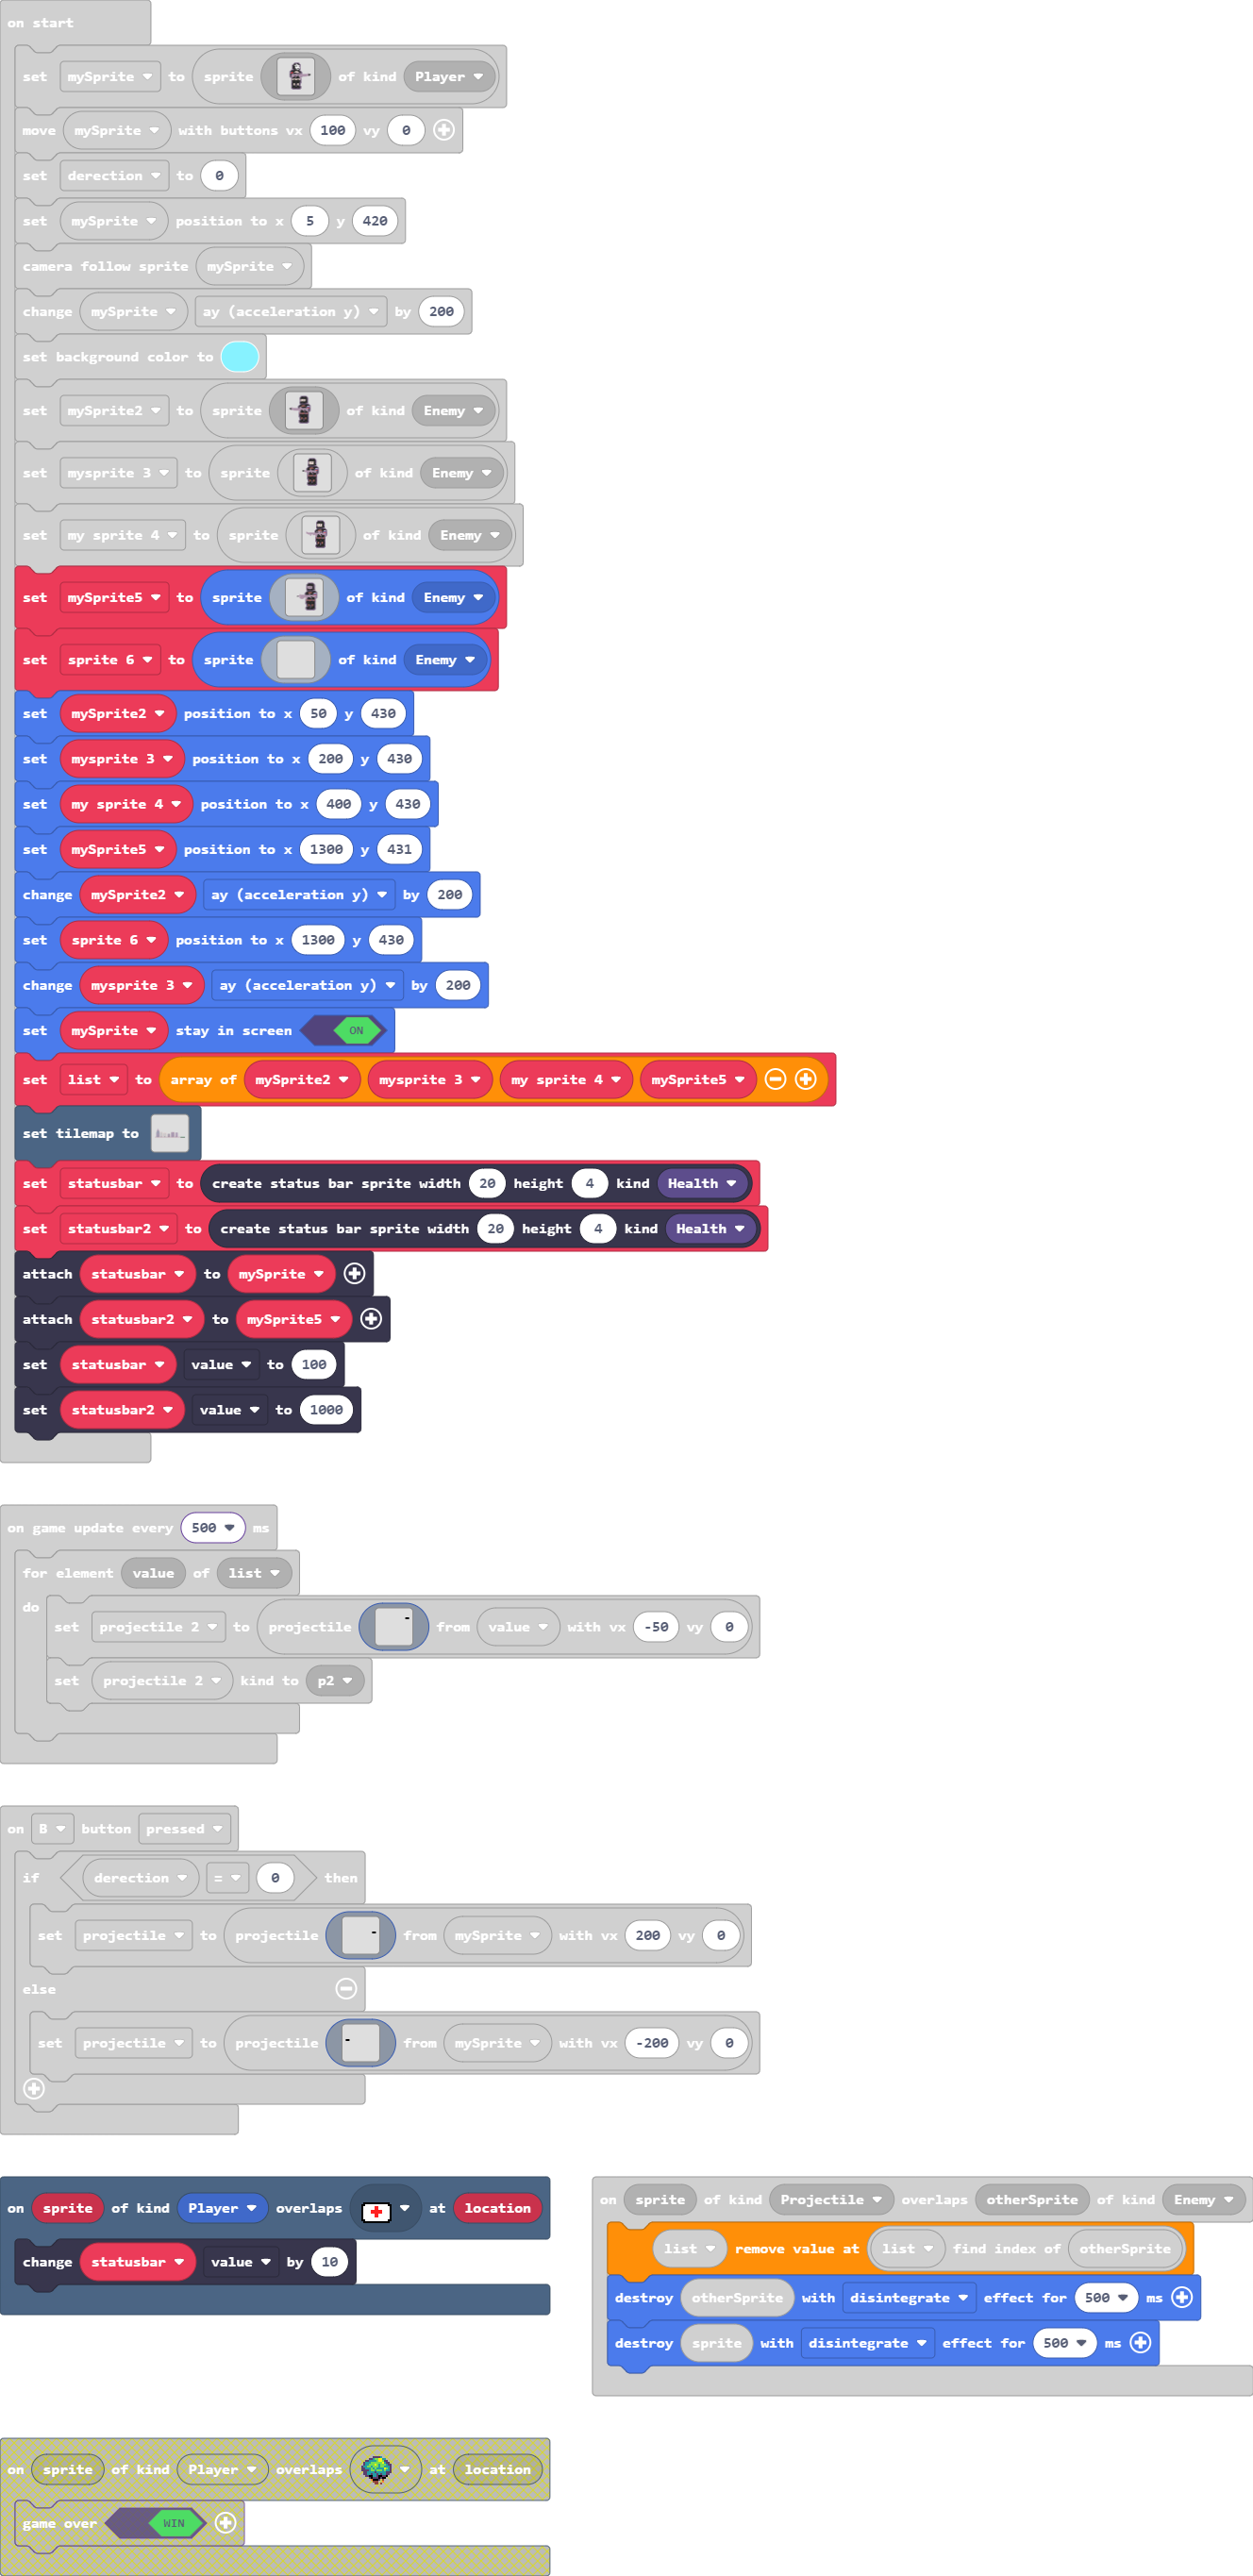 on start
set mySprite to sprite of kind Player
move mySprite with buttons vx 100 vy 0
set derection to 0
set mySprite position to x 5 y 420
camera follow sprite mySprite
change mySprite ay (acceleration y) by 200
set background color to
set mySprite2 to sprite of kind Enemy
set mysprite 3 to sprite of kind Enemy
set my sprite 4 to sprite of kind Enemy
set mySprite5 to sprite of kind Enemy
set sprite 6 to sprite of kind Enemy
set mySprite2 position to x 50 y 430
set mysprite 3 position to x 200 y 430
set my sprite 4 position to x 400 y 430
set mySprite5 position to x 1300 y 431
change mySprite2 ay (acceleration y) by 200
set sprite 6 position to x 1300 y 430
change mysprite 3 ay (acceleration y) by 200
set mySprite stay in screen ON
set list to array of mySprite2 mysprite 3 my sprite 4 mySprite5
set tilemap to
set statusbar to create status bar sprite width 20 height 4 kind Health
set statusbar2 to create status bar sprite width 20 height 4 kind Health
attach statusbar to mySprite
attach statusbar2 to mySprite5
set statusbar value to 100
set statusbar2 value to 1000
on game update every 500 ms
for element value of list
do
set projectile 2 to projectile from value with vx -50 vy 0
set projectile 2 kind to p2
on B button pressed
if derection = 0 then
set projectile to projectile from mySprite with vx 200 vy 0
else
set projectile to projectile from mySprite with vx -200 vy 0
on sprite of kind Player overlaps at location
change statusbar value by 10
on sprite of kind Projectile overlaps otherSprite of kind Enemy
list remove value at list find index of otherSprite
destroy otherSprite with disintegrate effect for 500 ms
destroy sprite with disintegrate effect for 500 ms
on sprite of kind Player overlaps at location
game over WIN